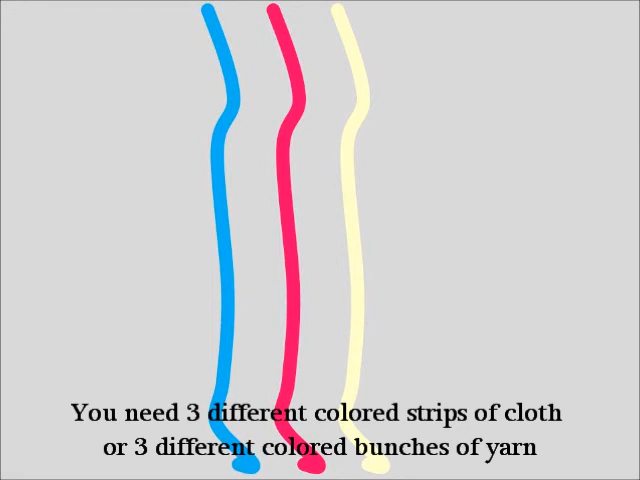 You need 3 different colored strips of cloth
or 3 different colored bunches of yarn